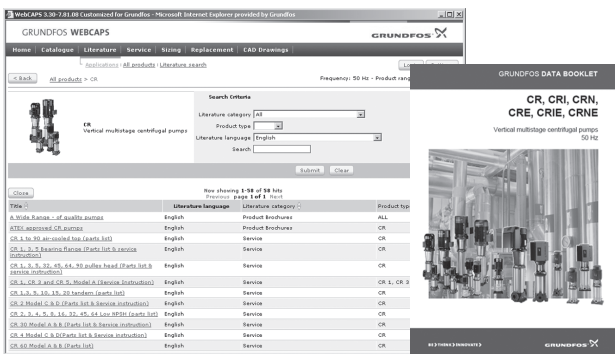 WebCAPS 3.30-7.81.08 Customized for Grundfos - Microsoft Internet Explorer provided by Grundfos
GRUNDFOS WEBCAPS
GRUNDFOS
Home | Catalogue | Literature | Service | Sizing | Replacement | CAD Drawings
Applications | All products | Literature search
< Back
All products > CR
Frequency: 50 Hz - Product rang
Search Criteria
CR
Vertical multistage centrifugal pumps
Literature category All
Product type
Literature language English
Search
Submit Clear
Close
Row showing 1-58 of 58 hits
Previous page 1 of 1 Next
Title Literature language Literature category Product typ
A Wide Range - of quality pumps English Product Brochures ALL
ATEX approved CR pumps English Product Brochures CR
CR 1 to 90 air-cooled top (parts list) English Service CR
CR 1, 3, 5 Bearing flange (Parts list & service
instruction) English Service CR
CR 1, 3, 5, 32, 45, 64, 90 pulley head (Parts list &
service instruction) English Service CR
CR 1, CR 3 and CR 5, Model A (Service Instruction) English Service CR 1, CR 3
CR 1,3, 5, 10, 15, 20 tandem (parts list) English Service CR
CR 2 Model C & D (Parts list & Service instruction) English Service CR
CR 2, 3, 4, 5, 8, 16, 32, 45, 64 Low NPSH (parts list) English Service CR
CR 30 Model A & B (Parts list & Service instruction) English Service CR
CR 4 Model C & D(Parts list & Service instruction) English Service CR
CR 60 Model A & B (Parts list) English Service CR
GRUNDFOS DATA BOOKLET
CR, CRI, CRN,
CRE, CRIE, CRNE
Vertical multistage centrifugal pumps
50 Hz
BE > THINK > INNOVATE >
GRUNDFOS